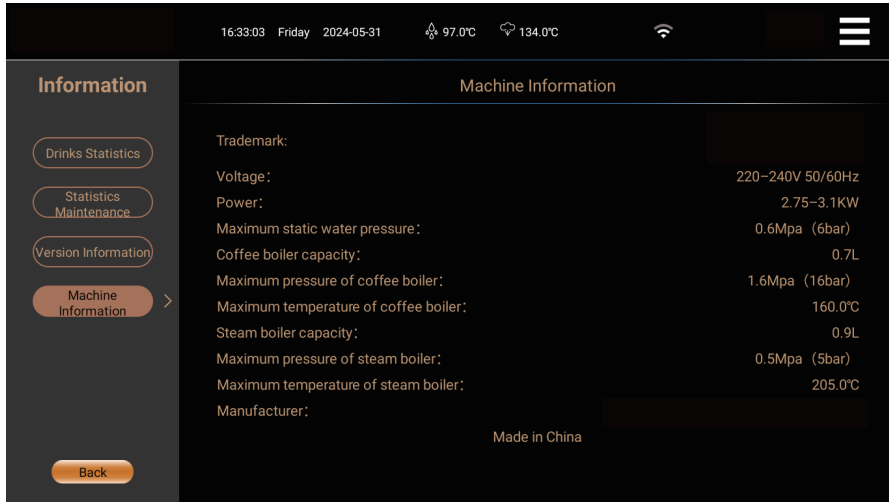 16:33:03 Friday 2024-05-31 97.0℃ 134.0℃
Information
Machine Information
Drinks Statistics
Statistics
Maintenance
Version Information
Machine
Information
Back
Trademark:
Voltage: 220–240V 50/60Hz
Power: 2.75–3.1KW
Maximum static water pressure: 0.6Mpa (6bar)
Coffee boiler capacity: 0.7L
Maximum pressure of coffee boiler: 1.6Mpa (16bar)
Maximum temperature of coffee boiler: 160.0℃
Steam boiler capacity: 0.9L
Maximum pressure of steam boiler: 0.5Mpa (5bar)
Maximum temperature of steam boiler: 205.0℃
Manufacturer:
Made in China